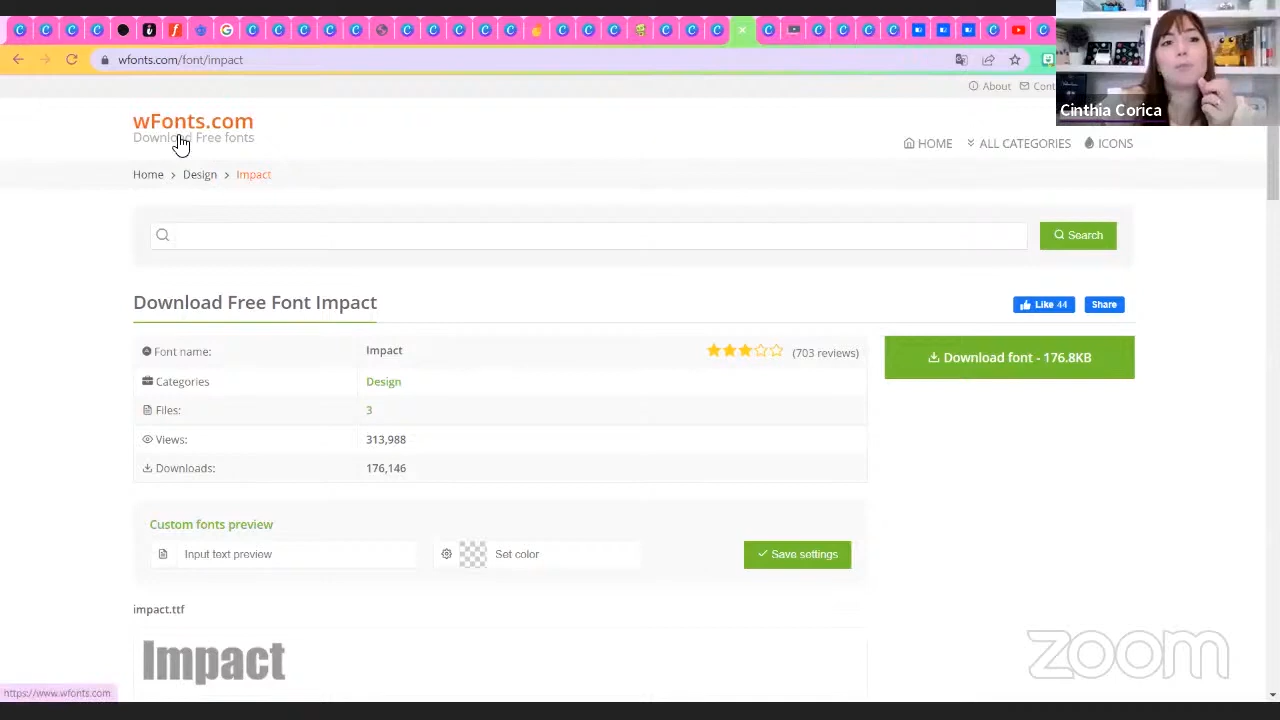 wfonts.com/font/impact
About
Cont
Cinthia Corica
wFonts.com
Download Free fonts
HOME
ALL CATEGORIES
ICONS
Home > Design > Impact
Search
Download Free Font Impact
Like 44
Share
Font name:
Impact
(703 reviews)
Download font - 176.8KB
Categories
Design
Files:
3
Views:
313,988
Downloads:
176,146
Custom fonts preview
Input text preview
Set color
Save settings
impact.ttf
Impact
zoom
https://www.wfonts.com